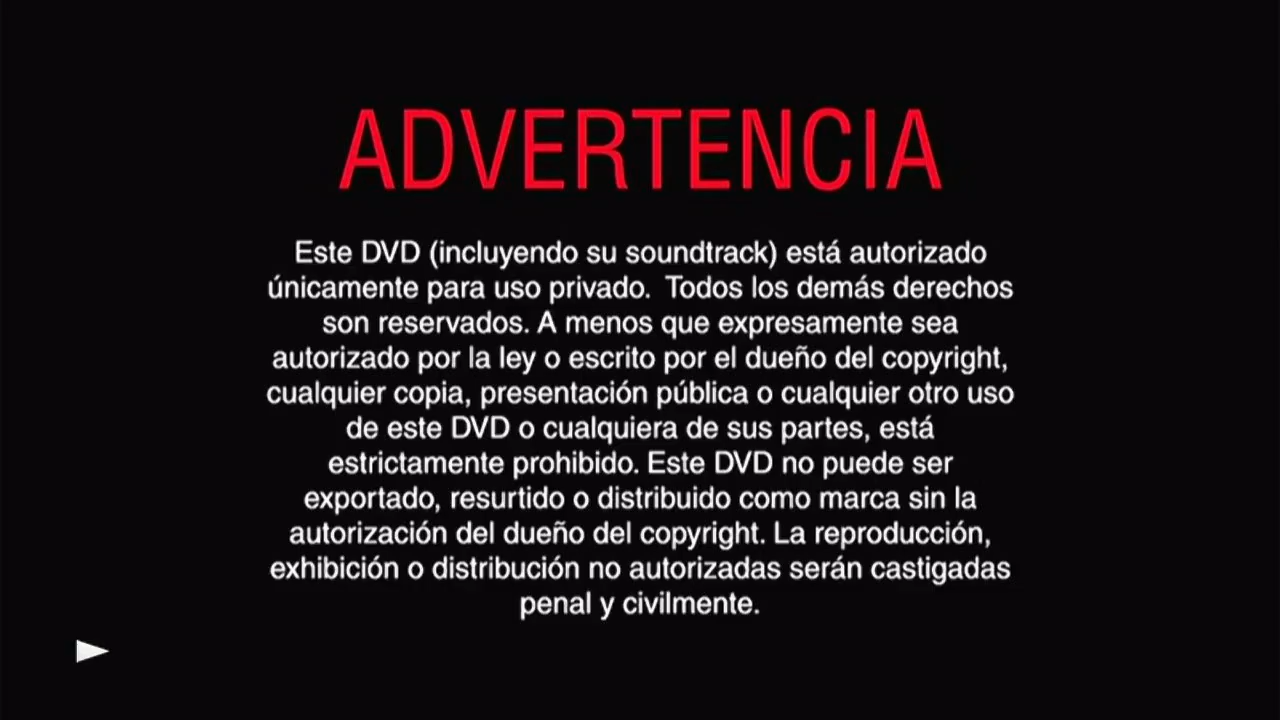 ADVERTENCIA
Este DVD (incluyendo su soundtrack) está autorizado
únicamente para uso privado.  Todos los demás derechos
son reservados. A menos que expresamente sea
autorizado por la ley o escrito por el dueño del copyright,
cualquier copia, presentación pública o cualquier otro uso
de este DVD o cualquiera de sus partes, está
estrictamente prohibido. Este DVD no puede ser
exportado, resurtido o distribuido como marca sin la
autorización del dueño del copyright. La reproducción,
exhibición o distribución no autorizadas serán castigadas
penal y civilmente.